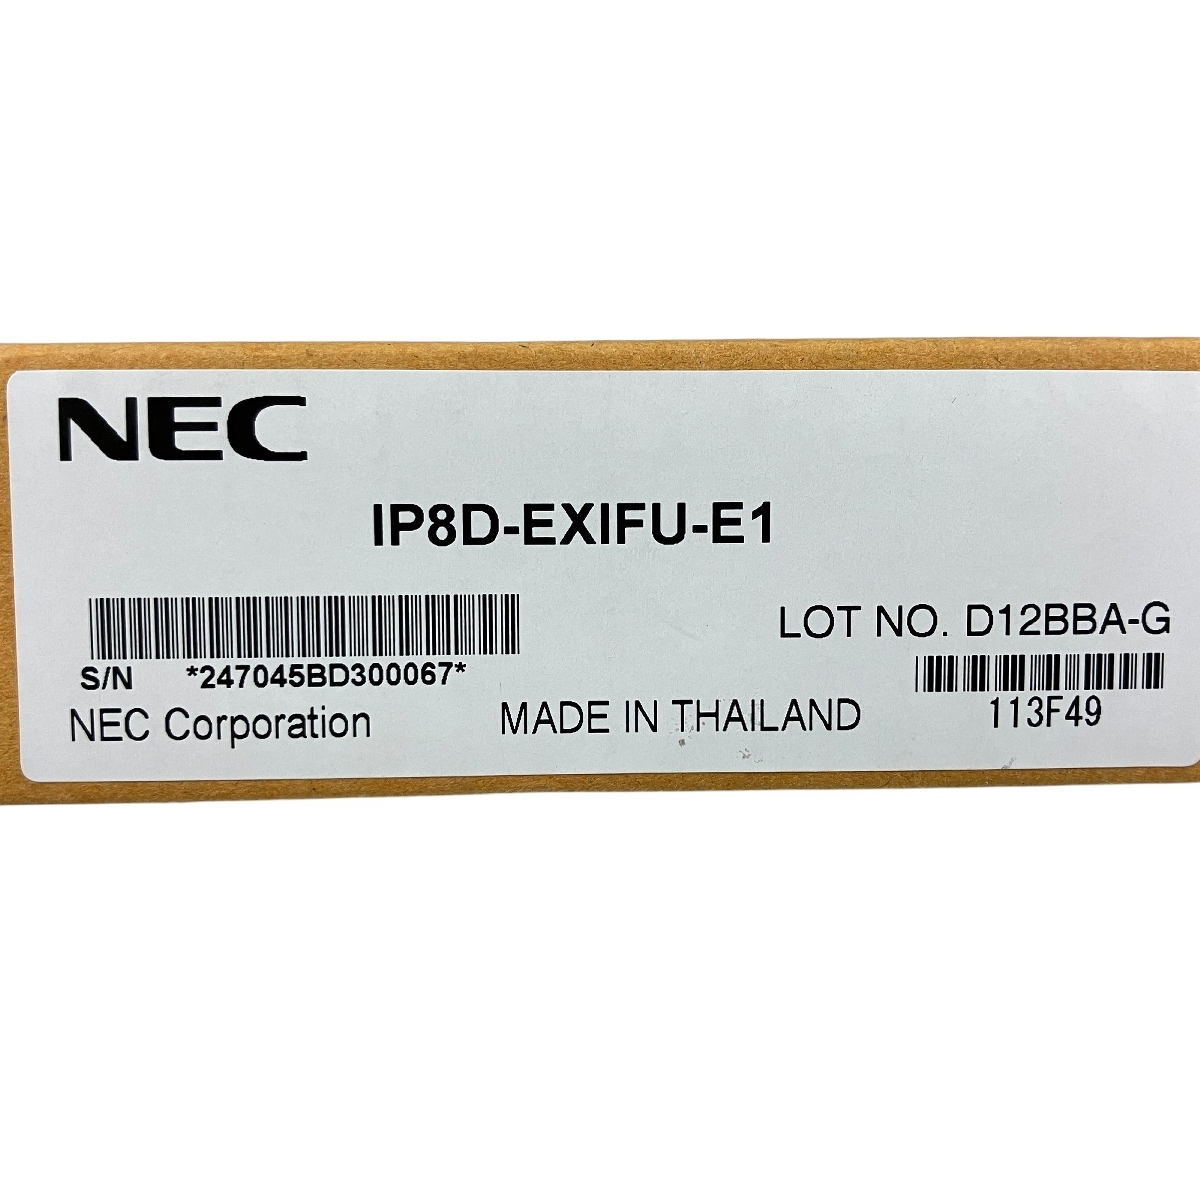 NEC
IP8D-EXIFU-E1
LOT NO. D12BBA-G
S/N *247045BD300067*
113F49
NEC Corporation MADE IN THAILAND